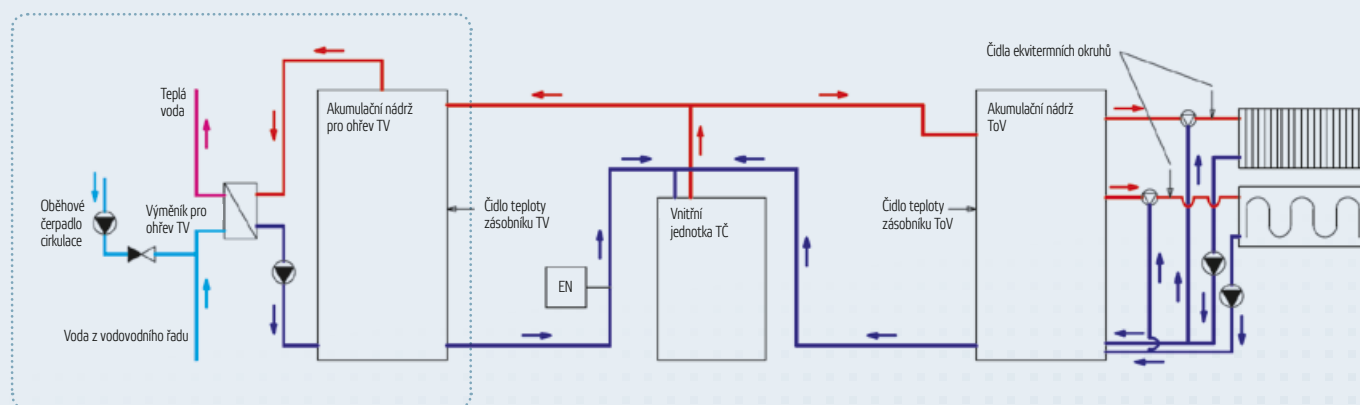 Čidla ekvitermních okruhů
Teplá
voda
Akumulační nádrž
pro ohřev TV
Akumulační nádrž
ToV
Oběhové
čerpadlo
cirkulace
Výměník pro
ohřev TV
Čidlo teploty
zásobníku TV
Vnitřní
jednotka TČ
Čidlo teploty
zásobníku ToV
EN
Voda z vodovodního řadu